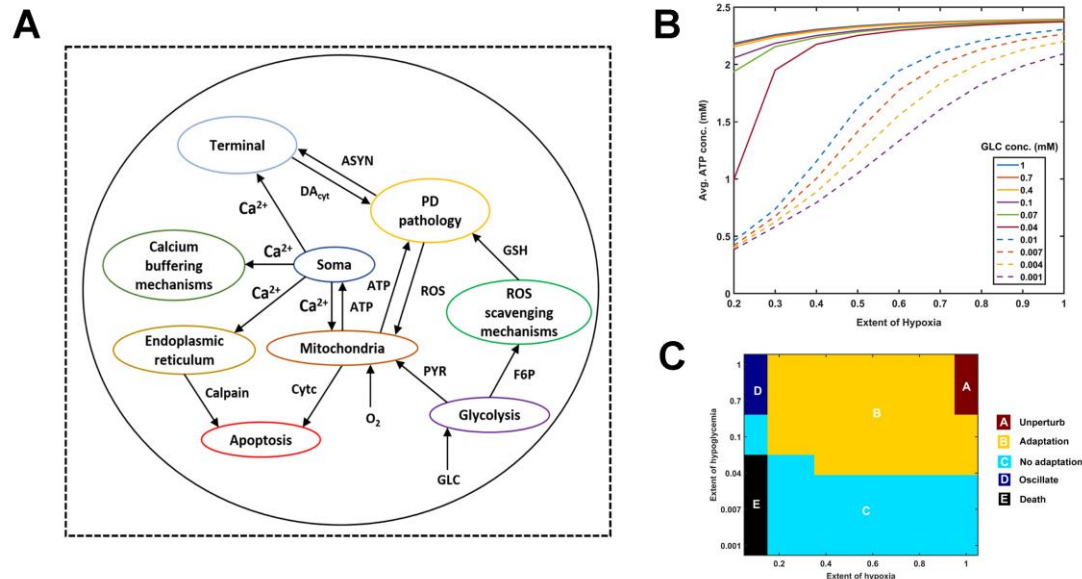 A
Terminal
ASYN
DAcyt
PD
pathology
Ca2+
Calcium
buffering
mechanisms
Ca2+
Soma
Ca2+
Ca2+
ATP
ATP
ROS
GSH
ROS
scavenging
mechanisms
Endoplasmic
reticulum
Mitochondria
Calpain
Cytc
PYR
F6P
Glycolysis
O2
Apoptosis
GLC
B
Avg. ATP conc. (mM)
2.5
2
1.5
1
0.5
0
0.2 0.3 0.4 0.5 0.6 0.7 0.8 0.9 1
Extent of Hypoxia
GLC conc. (mM)
1
0.7
0.4
0.1
0.07
0.04
0.01
0.007
0.004
0.001
C
Extent of hypoglycemia
1
0.7
0.1
0.04
0.007
0.001
D
A
B
E
C
0.2 0.4 0.6 0.8 1
Extent of hypoxia
A Unperturb
B Adaptation
C No adaptation
D Oscillate
E Death